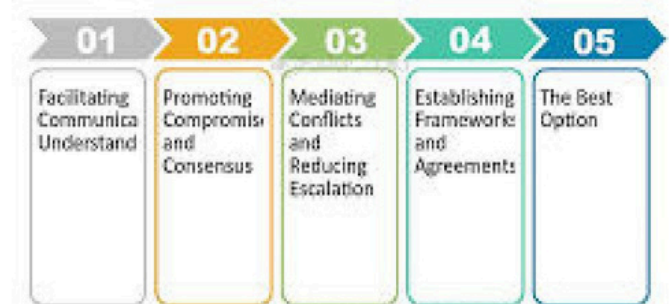 01
02
03
04
05
Facilitating
Communica
Understand
Promoting
Compromis
and
Consensus
Mediating
Conflicts
and
Reducing
Escalation
Establishing
Framework
and
Agreements
The Best
Option